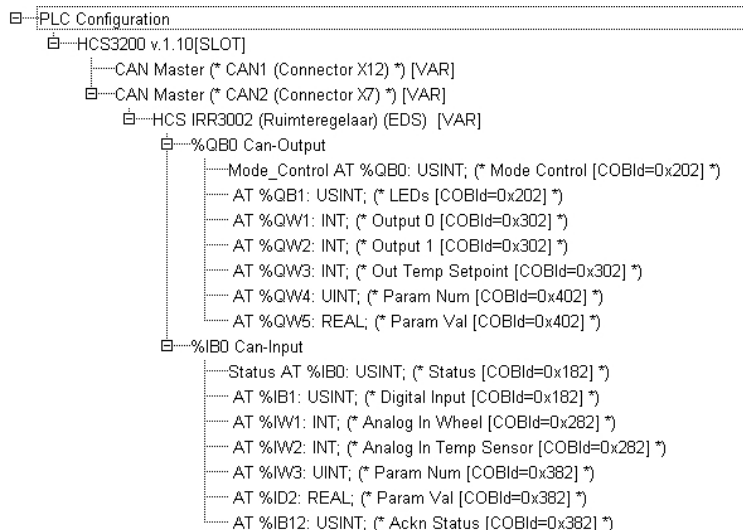 PLC Configuration
HCS3200 v.1.10[SLOT]
CAN Master (* CAN1 (Connector X12) *) [VAR]
CAN Master (* CAN2 (Connector X7) *) [VAR]
HCS IRR3002 (Ruimteregelaar) (EDS) [VAR]
%QB0 Can-Output
Mode_Control AT %QB0: USINT; (* Mode Control [COBId=0x202] *)
AT %QB1: USINT; (* LEDs [COBId=0x202] *)
AT %QW1: INT; (* Output 0 [COBId=0x302] *)
AT %QW2: INT; (* Output 1 [COBId=0x302] *)
AT %QW3: INT; (* Out Temp Setpoint [COBId=0x302] *)
AT %QW4: UINT; (* Param Num [COBId=0x402] *)
AT %QW5: REAL; (* Param Val [COBId=0x402] *)
%IB0 Can-Input
Status AT %IB0: USINT; (* Status [COBId=0x182] *)
AT %IB1: USINT; (* Digital Input [COBId=0x182] *)
AT %IW1: INT; (* Analog In Wheel [COBId=0x282] *)
AT %IW2: INT; (* Analog In Temp Sensor [COBId=0x282] *)
AT %IW3: UINT; (* Param Num [COBId=0x382] *)
AT %ID2: REAL; (* Param Val [COBId=0x382] *)
AT %IB12: USINT; (* Ackn Status [COBId=0x382] *)